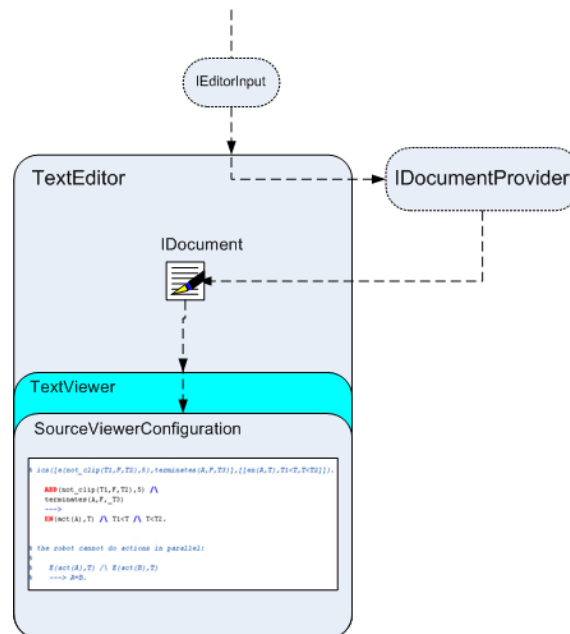 IEditorInput
TextEditor
IDocumentProvider
IDocument
TextViewer
SourceViewerConfiguration
% ics([e(not_clip(T1,F,T2),S),terminates(A,F,T3)],[[en(A,T),T1<T,T<T2]]).
ABD(not_clip(T1,F,T2),S) /\
terminates(A,F,_T3)
--->
EN(act(A),T) /\ T1<T /\ T<T2.
% the robot cannot do actions in parallel:
%
% E(act(A),T) /\ E(act(B),T)
% ---> A=B.